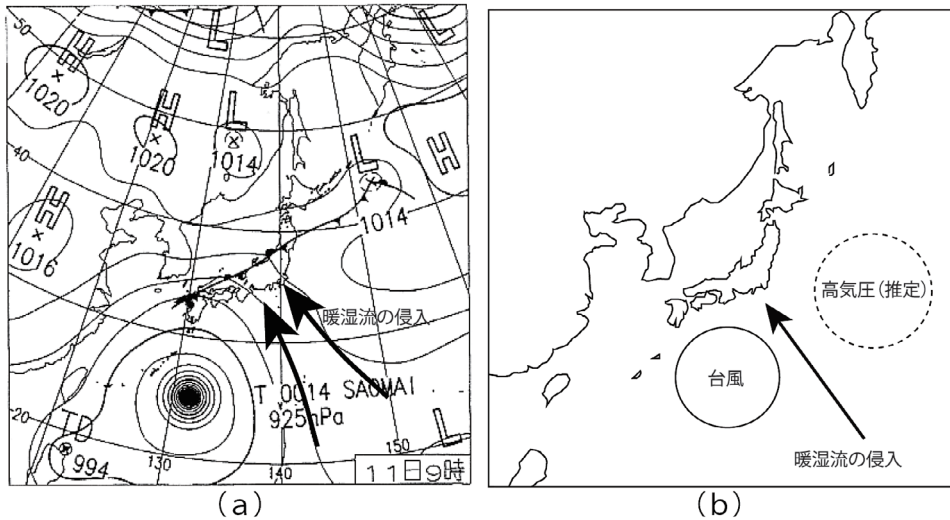 50
H
×
1020
L
L
H
×
1020
L
×
1014
L
H
40
×
1014
H
×
1016
暖湿流の侵入
T 0014 SAOMAI
925hPa
20
TD
×
994
130
140
150
L
11日9時
(a)
高気圧(推定)
台風
暖湿流の侵入
(b)